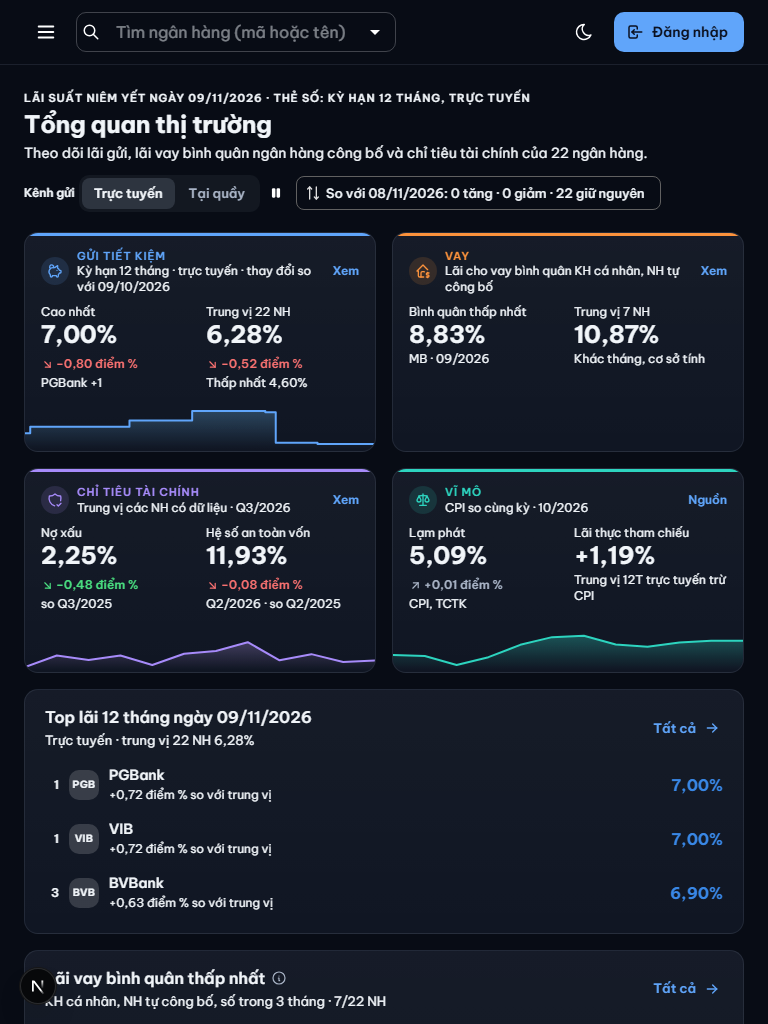 Tìm ngân hàng (mã hoặc tên)
Đăng nhập
LÃI SUẤT NIÊM YẾT NGÀY 09/11/2026 · THẺ SỐ: KỲ HẠN 12 THÁNG, TRỰC TUYẾN
Tổng quan thị trường
Theo dõi lãi gửi, lãi vay bình quân ngân hàng công bố và chỉ tiêu tài chính của 22 ngân hàng.
Kênh gửi
Trực tuyến
Tại quầy
So với 08/11/2026: 0 tăng · 0 giảm · 22 giữ nguyên
GỬI TIẾT KIỆM
Kỳ hạn 12 tháng · trực tuyến · thay đổi so
với 09/10/2026
Xem
Cao nhất
7,00%
↘ −0,80 điểm %
PGBank +1
Trung vị 22 NH
6,28%
↘ −0,52 điểm %
Thấp nhất 4,60%
VAY
Lãi cho vay bình quân KH cá nhân, NH tự
công bố
Xem
Bình quân thấp nhất
8,83%
MB · 09/2026
Trung vị 7 NH
10,87%
Khác tháng, cơ sở tính
CHỈ TIÊU TÀI CHÍNH
Trung vị các NH có dữ liệu · Q3/2026
Xem
Nợ xấu
2,25%
↘ −0,48 điểm %
so Q3/2025
Hệ số an toàn vốn
11,93%
↘ −0,08 điểm %
Q2/2026 · so Q2/2025
VĨ MÔ
CPI so cùng kỳ · 10/2026
Nguồn
Lạm phát
5,09%
↗ +0,01 điểm %
CPI, TCTK
Lãi thực tham chiếu
+1,19%
Trung vị 12T trực tuyến trừ
CPI
Top lãi 12 tháng ngày 09/11/2026
Trực tuyến · trung vị 22 NH 6,28%
Tất cả →
1 PGB PGBank
+0,72 điểm % so với trung vị
7,00%
1 VIB VIB
+0,72 điểm % so với trung vị
7,00%
3 BVB BVBank
+0,63 điểm % so với trung vị
6,90%
N
ãi vay bình quân thấp nhất
KH cá nhân, NH tự công bố, số trong 3 tháng · 7/22 NH
Tất cả →